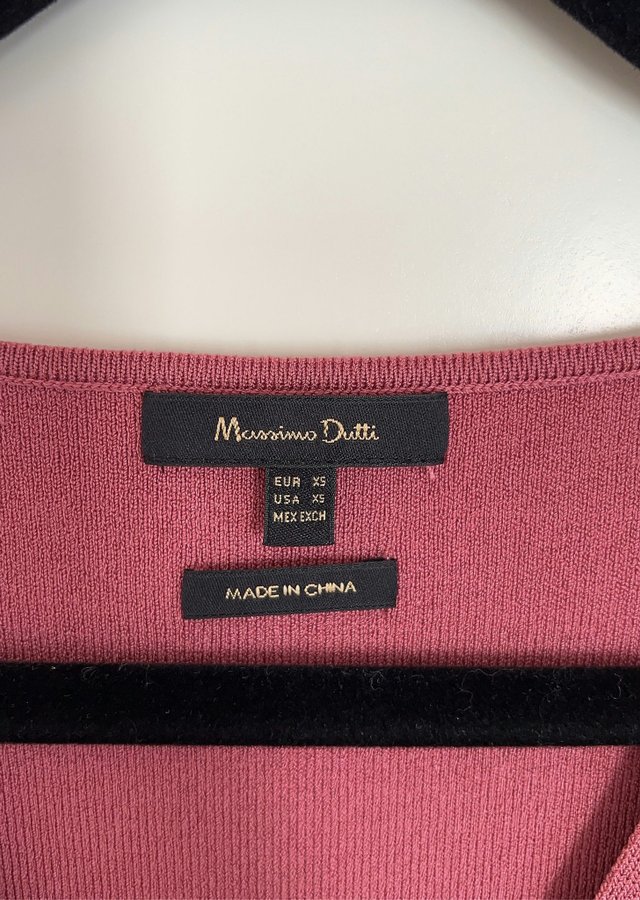 Massimo Dutti
EUR XS
USA XS
MEX EXCH
MADE IN CHINA